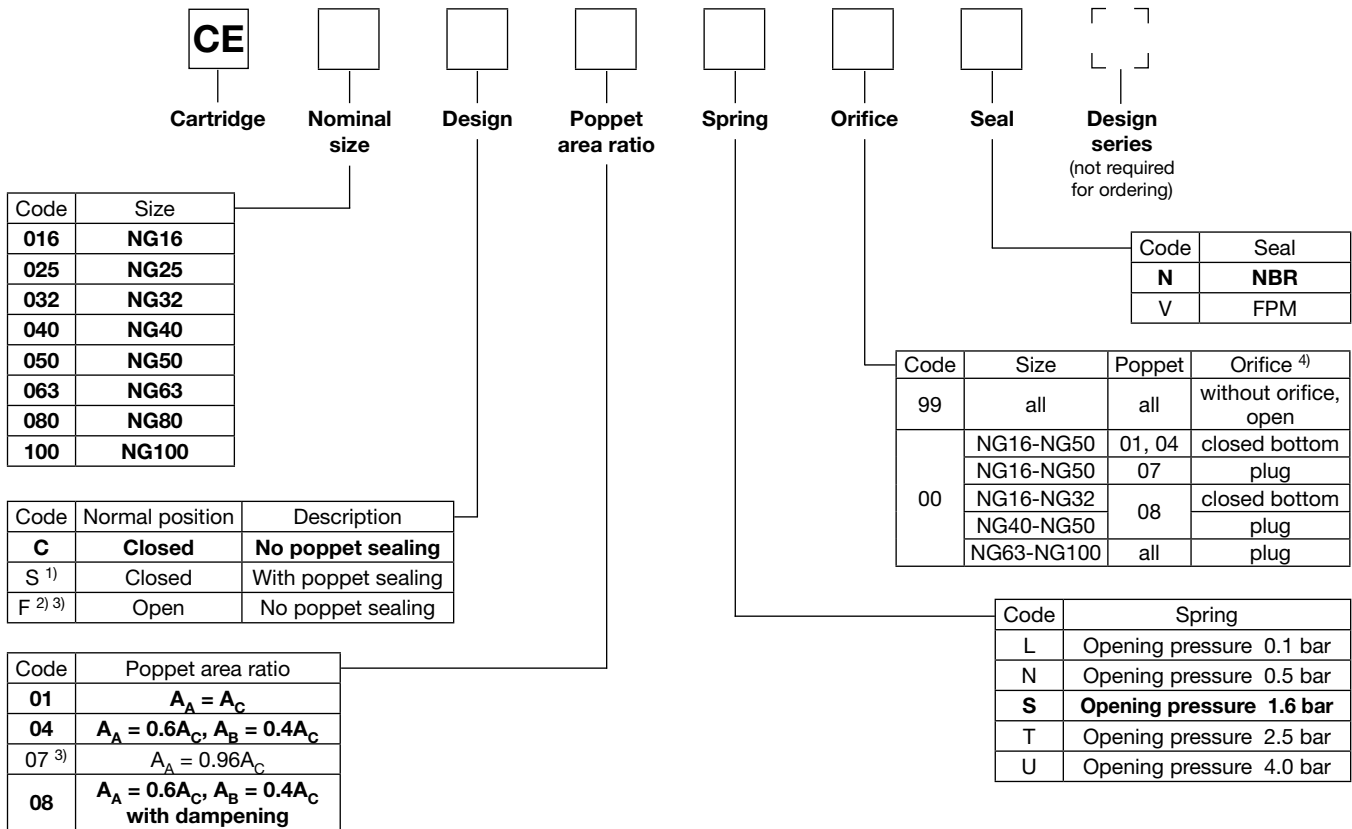 CE
Cartridge
Nominal
size
Design
Poppet
area ratio
Spring
Orifice
Seal
Design
series
(not required
for ordering)
Code Size
016 NG16
025 NG25
032 NG32
040 NG40
050 NG50
063 NG63
080 NG80
100 NG100
Code Seal
N NBR
V FPM
Code Size Poppet Orifice 4)
99 all all without orifice,
open
00
NG16-NG50 01, 04 closed bottom
NG16-NG50 07 plug
NG16-NG32 08 closed bottom
NG40-NG50 plug
NG63-NG100 all plug
Code Normal position Description
C Closed No poppet sealing
S 1) Closed With poppet sealing
F 2) 3) Open No poppet sealing
Code Spring
L Opening pressure 0.1 bar
N Opening pressure 0.5 bar
S Opening pressure 1.6 bar
T Opening pressure 2.5 bar
U Opening pressure 4.0 bar
Code Poppet area ratio
01 AA = AC
04 AA = 0.6AC, AB = 0.4AC
07 3) AA = 0.96AC
08 AA = 0.6AC, AB = 0.4AC
with dampening